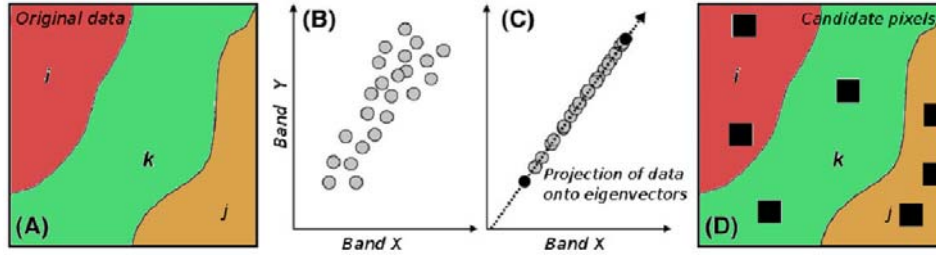 Original data
i
k
j
(A)
(B)
Band Y
Band X
(C)
Projection of data
onto eigenvectors
Band X
Candidate pixels
i
k
j
(D)